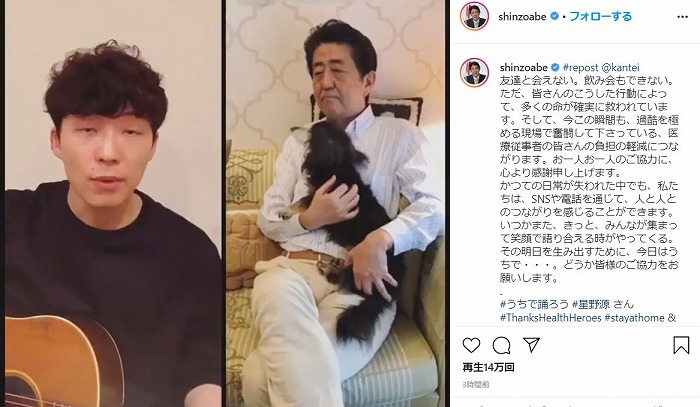 shinzoabe • フォローする
shinzoabe #repost @kantei
友達と会えない。飲み会もできない。
ただ、皆さんのこうした行動によっ
て、多くの命が確実に救われていま
す。そして、今この瞬間も、過酷を
極める現場で奮闘して下さっている、
医療従事者の皆さんの負担の軽減につな
がります。お一人お一人のご協力に、
心より感謝申し上げます。
かつての日常が失われた中でも、私た
ちは、SNSや電話を通じて、人と人と
のつながりを感じることができます。
いつかまた、きっと、みんなが集まっ
て笑顔で語り合える時がやってくる。
その明日を生み出すために、今日はう
ちで・・・。どうか皆様のご協力をお
願いします。
.
#うちで踊ろう #星野源 さん
#ThanksHealthHeroes #stayathome &
再生14万回
3時間前